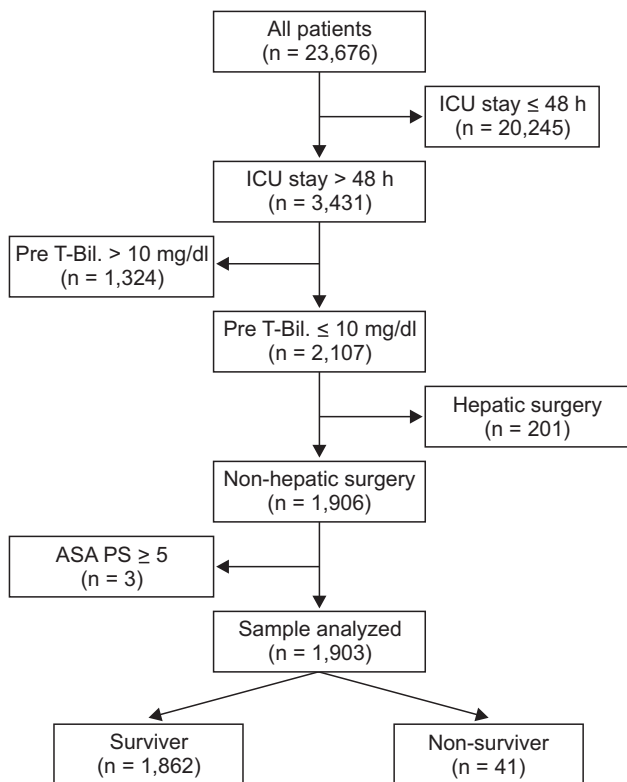 All patients
(n = 23,676)
ICU stay ≤ 48 h
(n = 20,245)
ICU stay > 48 h
(n = 3,431)
Pre T-Bil. > 10 mg/dl
(n = 1,324)
Pre T-Bil. ≤ 10 mg/dl
(n = 2,107)
Hepatic surgery
(n = 201)
Non-hepatic surgery
(n = 1,906)
ASA PS ≥ 5
(n = 3)
Sample analyzed
(n = 1,903)
Surviver
(n = 1,862)
Non-surviver
(n = 41)